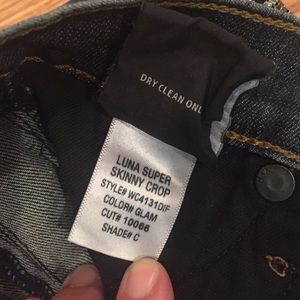 DRY CLEAN ONL
LUNA SUPER
SKINNY CROP
STYLE# WC4131DIF
COLOR# GLAM
CUT# 10066
SHADE# C